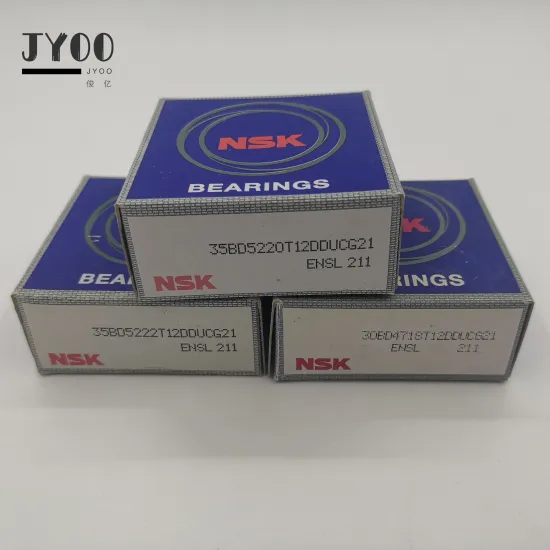 JYOO
JYOO
俊亿
NSK
BEARINGS
35BD5220T12DDUCG21
ENSL 211
NSK
BEA
35BD5222T12DDUCG21
ENSL 211
NSK
RINGS
30BD4718T12DDUCG21
ENSL 211
NSK